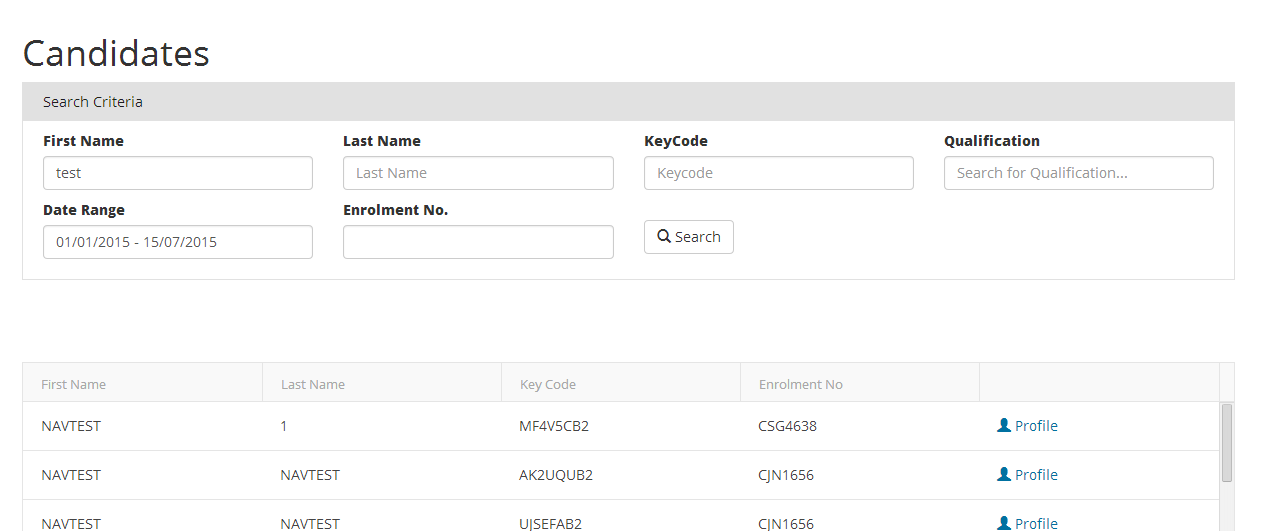 Candidates
Search Criteria
First Name Last Name KeyCode Qualification
test Last Name Keycode Search for Qualification...
Date Range Enrolment No.
01/01/2015 - 15/07/2015 Search
First Name Last Name Key Code Enrolment No
NAVTEST 1 MF4V5CB2 CSG4638 Profile
NAVTEST NAVTEST AK2UQUB2 CJN1656 Profile
NAVTEST NAVTEST UJSEFAB2 CJN1656 Profile